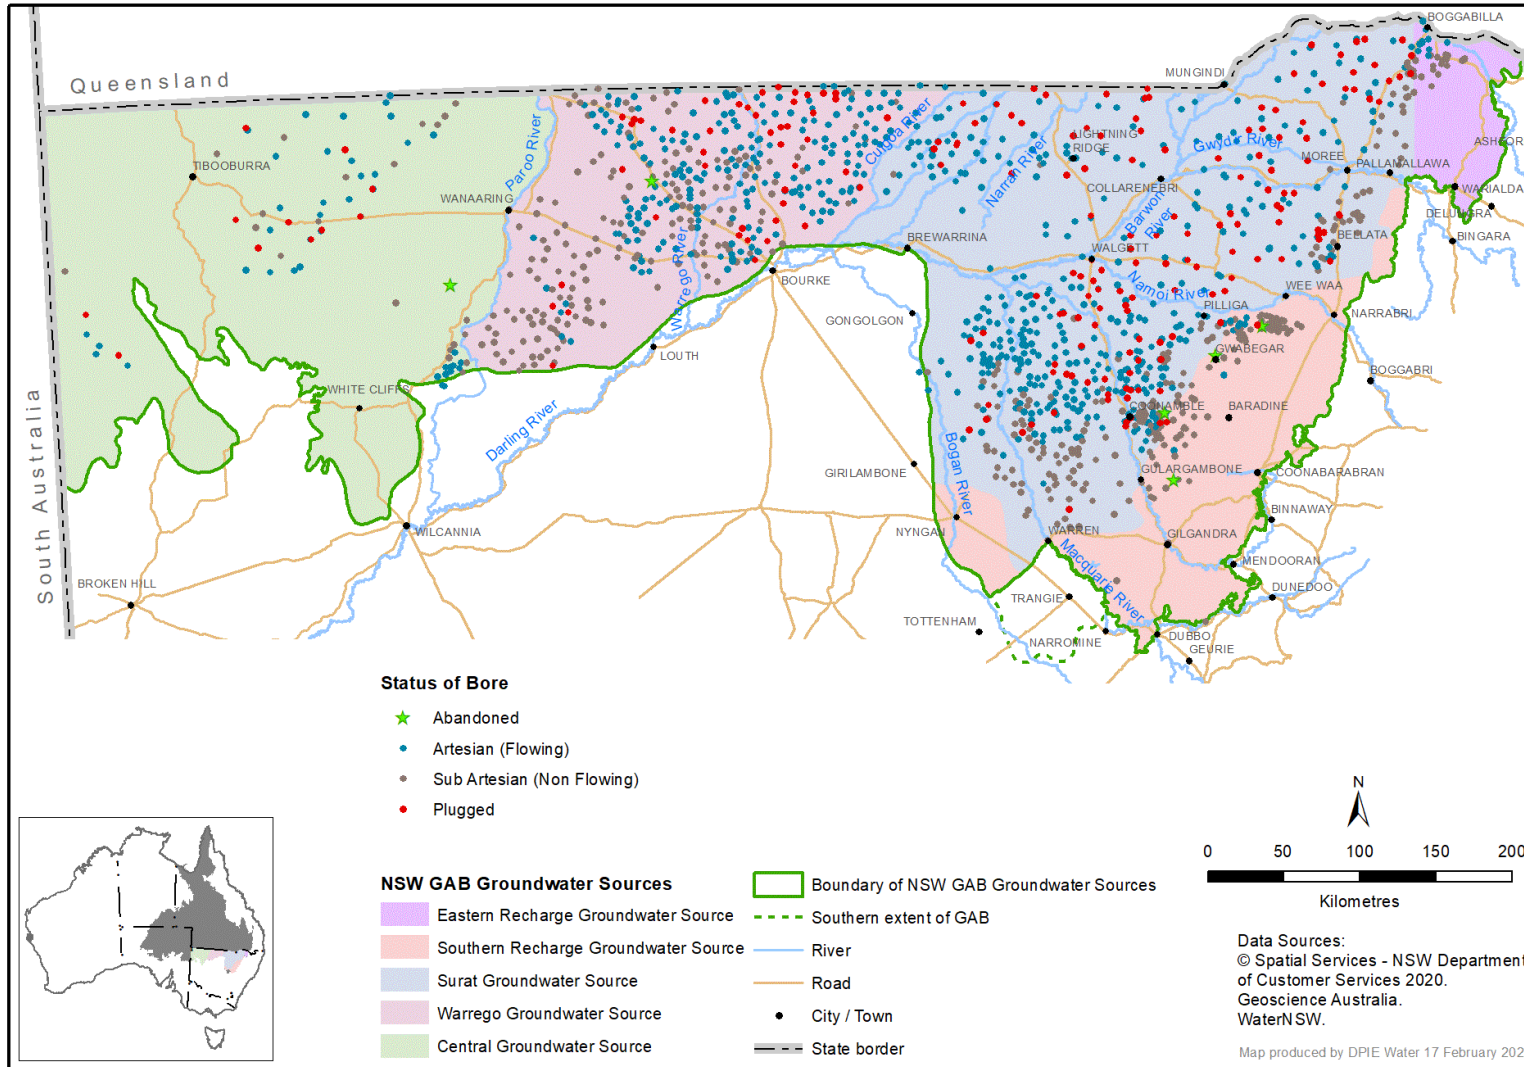 BOGGABILLA
Queensland
MUNGINDI
Paroo River
Culgoa River
LIGHTNING
RIDGE
Narran River
Gwydir River
MOREE
PALLAMALLAWA
ASHFOR
TIBOOBURRA
WANAARING
COLLARENEBRI
WARIALDA
DELUNGRA
Barwon
River
BELLATA
BINGARA
BREWARRINA
WALGETT
Warrego River
BOURKE
Namoi River
WEE WAA
PILLIGA
NARRABRI
GONGOLGON
LOUTH
GWABEGAR
BOGGABRI
WHITE CLIFFS
COONAMBLE
BARADINE
South Australia
Darling River
Bogan River
GIRILAMBONE
GULARGAMBONE
COONABARABRAN
WILCANNIA
NYNGAN
WARREN
GILGANDRA
BINNAWAY
Macquarie River
MENDOORAN
BROKEN HILL
DUNEDOO
TRANGIE
TOTTENHAM
NARROMINE
DUBBO
GEURIE
Status of Bore
Abandoned
Artesian (Flowing)
Sub Artesian (Non Flowing)
Plugged
NSW GAB Groundwater Sources
Eastern Recharge Groundwater Source
Southern Recharge Groundwater Source
Surat Groundwater Source
Warrego Groundwater Source
Central Groundwater Source
Boundary of NSW GAB Groundwater Sources
Southern extent of GAB
River
Road
City / Town
State border
N
0 50 100 150 200
Kilometres
Data Sources:
© Spatial Services - NSW Department
of Customer Services 2020.
Geoscience Australia.
WaterNSW.
Map produced by DPIE Water 17 February 202